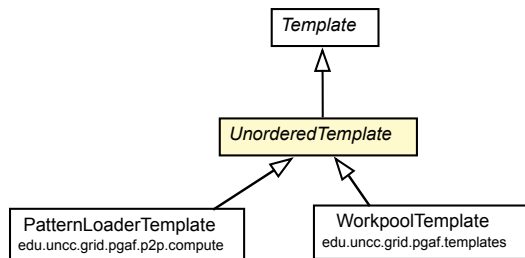 Template
UnorderedTemplate
PatternLoaderTemplate
edu.uncc.grid.pgaf.p2p.compute
WorkpoolTemplate
edu.uncc.grid.pgaf.templates